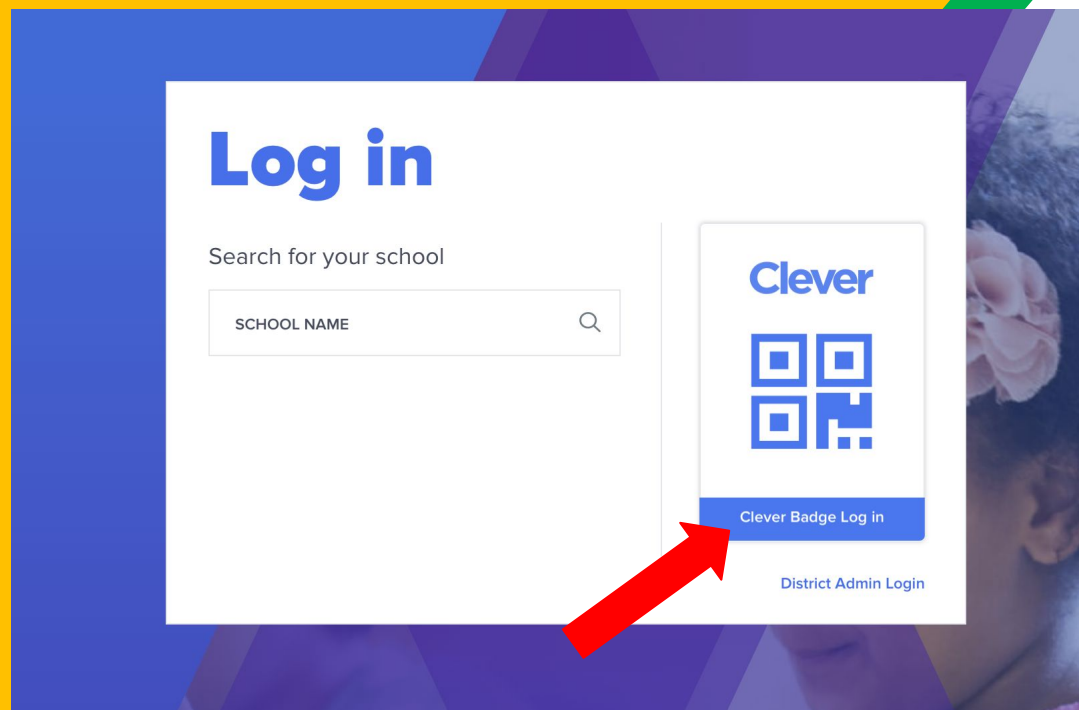 Log in
Search for your school
SCHOOL NAME
Clever
Clever Badge Log in
District Admin Login